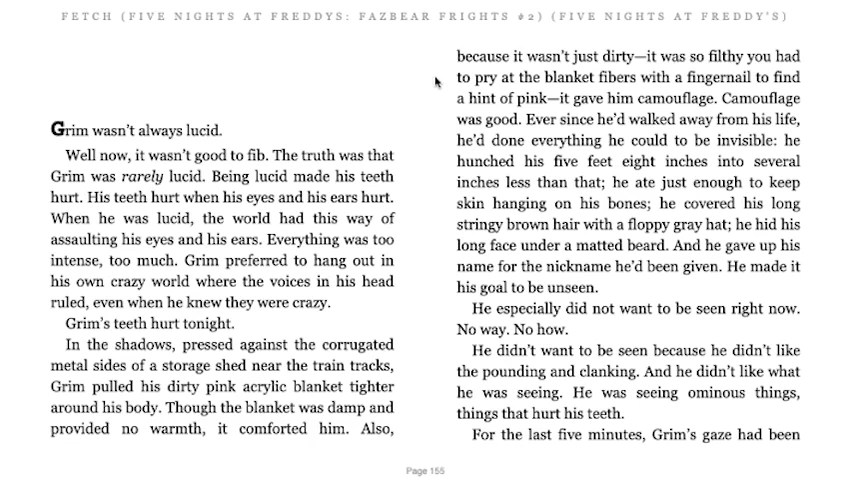 FETCH (FIVE NIGHTS AT FREDDYS: FAZBEAR FRIGHTS #2) (FIVE NIGHTS AT FREDDY'S)
Grim wasn't always lucid.
Well now, it wasn't good to fib. The truth was that
Grim was rarely lucid. Being lucid made his teeth
hurt. His teeth hurt when his eyes and his ears hurt.
When he was lucid, the world had this way of
assaulting his eyes and his ears. Everything was too
intense, too much. Grim preferred to hang out in
his own crazy world where the voices in his head
ruled, even when he knew they were crazy.
Grim's teeth hurt tonight.
In the shadows, pressed against the corrugated
metal sides of a storage shed near the train tracks,
Grim pulled his dirty pink acrylic blanket tighter
around his body. Though the blanket was damp and
provided no warmth, it comforted him. Also,
because it wasn't just dirty—it was so filthy you had
to pry at the blanket fibers with a fingernail to find
a hint of pink—it gave him camouflage. Camouflage
was good. Ever since he'd walked away from his life,
he'd done everything he could to be invisible: he
hunched his five feet eight inches into several
inches less than that; he ate just enough to keep
skin hanging on his bones; he covered his long
stringy brown hair with a floppy gray hat; he hid his
long face under a matted beard. And he gave up his
name for the nickname he'd been given. He made it
his goal to be unseen.
He especially did not want to be seen right now.
No way. No how.
He didn't want to be seen because he didn't like
the pounding and clanking. And he didn't like what
he was seeing. He was seeing ominous things,
things that hurt his teeth.
For the last five minutes, Grim's gaze had been
Page 155